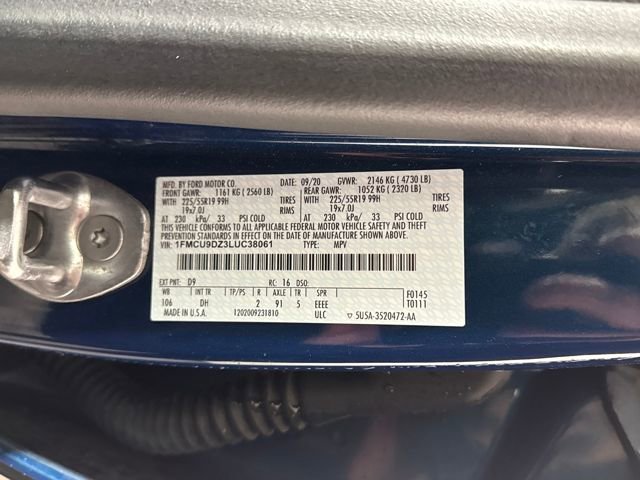 MFD. BY FORD MOTOR CO. 09/20 GVWR: 2146 KG ( 4730 LB)
FRONT GAWR: 1161 KG ( 2560 LB) REAR GAWR: 1052 KG ( 2320 LB)
WITH 225/55R19 99H TIRES WITH 225/55R19 99H TIRES
19x7.0J RIMS 19x7.0J RIMS
AT 230 kPa/ 33 PSI COLD AT 230 kPa/ 33 PSI COLD
THIS VEHICLE CONFORMS TO ALL APPLICABLE FEDERAL MOTOR VEHICLE SAFETY AND THEFT PREVENTION STANDARDS IN EFFECT ON THE DATE OF MANUFACTURE SHOWN ABOVE.
VIN: 1FMCU9DZ3LUC38061 TYPE: MPV
EXT PNT: D9 RC: 16 DSO:
WB INT TR TP/PS R AX TR SPR F0145
106 DH 2 91 5 EEEE T0111
MADE IN U.S.A. 1202009231810 ULC ▽ 5U5A-3520472-AA